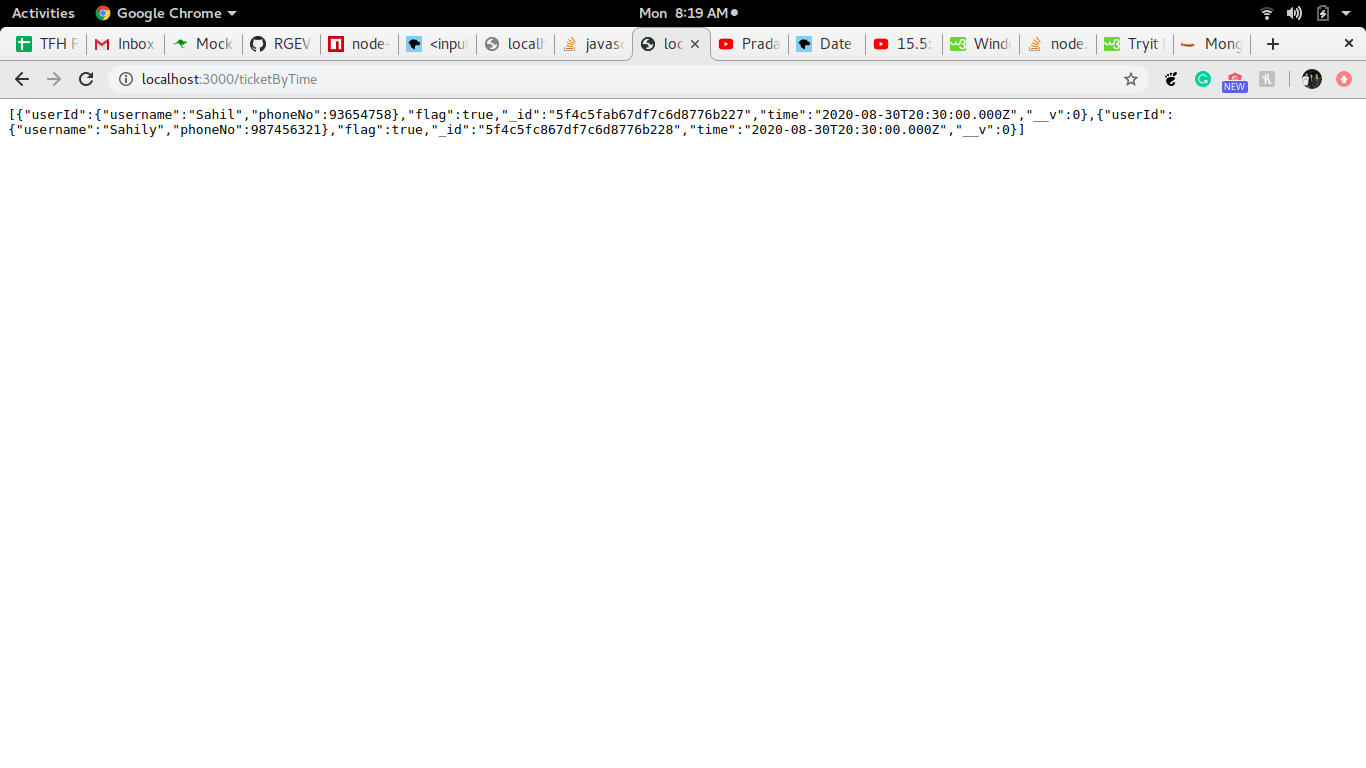 Activities Google Chrome Mon 8:19 AM
TFH Inbox Mock RGEV node- <input localh javasc loc Prada Date 15.5: Wind node. Tryit Mong
localhost:3000/ticketByTime NEW
[{"userId":{"username":"Sahil","phoneNo":93654758},"flag":true,"_id":"5f4c5fab67df7c6d8776b227","time":"2020-08-30T20:30:00.000Z","__v":0},{"userId":
{"username":"Sahily","phoneNo":987456321},"flag":true,"_id":"5f4c5fc867df7c6d8776b228","time":"2020-08-30T20:30:00.000Z","__v":0}]